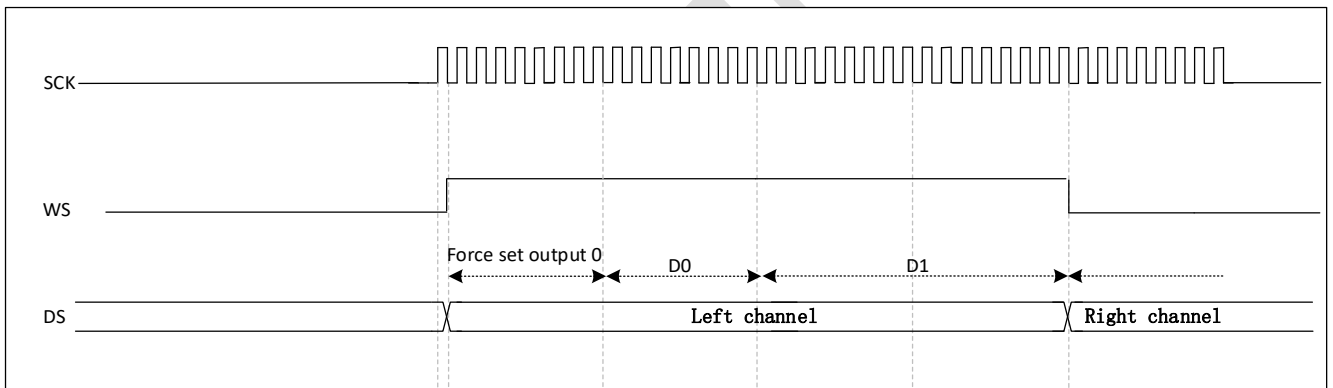 SCK
WS
Force set output 0
D0
D1
DS
Left channel
Right channel